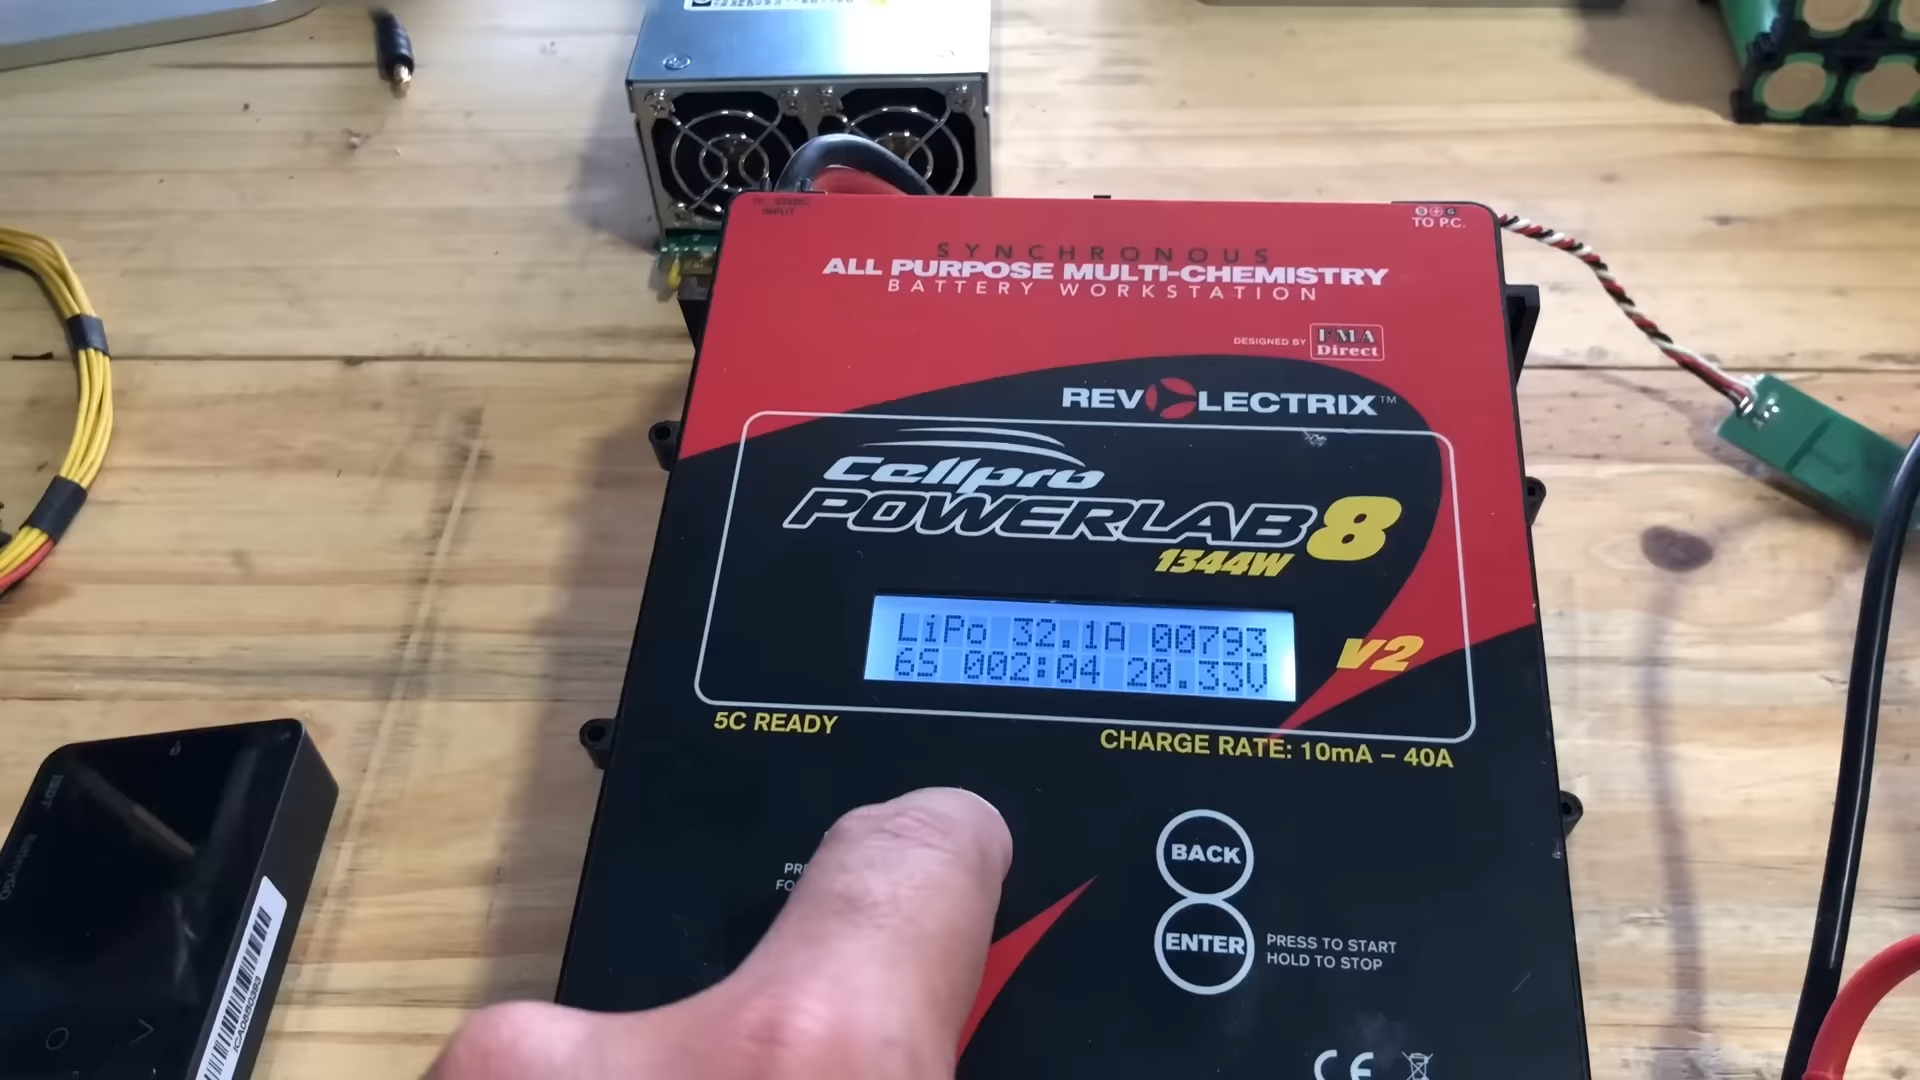 INPUT
TO P.C.
SYNCHRONOUS
ALL PURPOSE MULTI-CHEMISTRY
BATTERY WORKSTATION
DESIGNED BY FMA Direct
REVOLECTRIX™
Cellpro
POWERLAB 8
1344W
LiPo 32.1A 00793
6S 002:04 20.33V
v2
5C READY
CHARGE RATE: 10mA – 40A
BACK
ENTER
PRESS TO START
HOLD TO STOP
CE